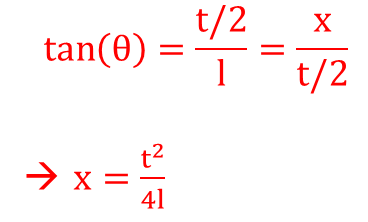 tan(θ) = t/2 / l = x / t/2
→ x = t² / 4l